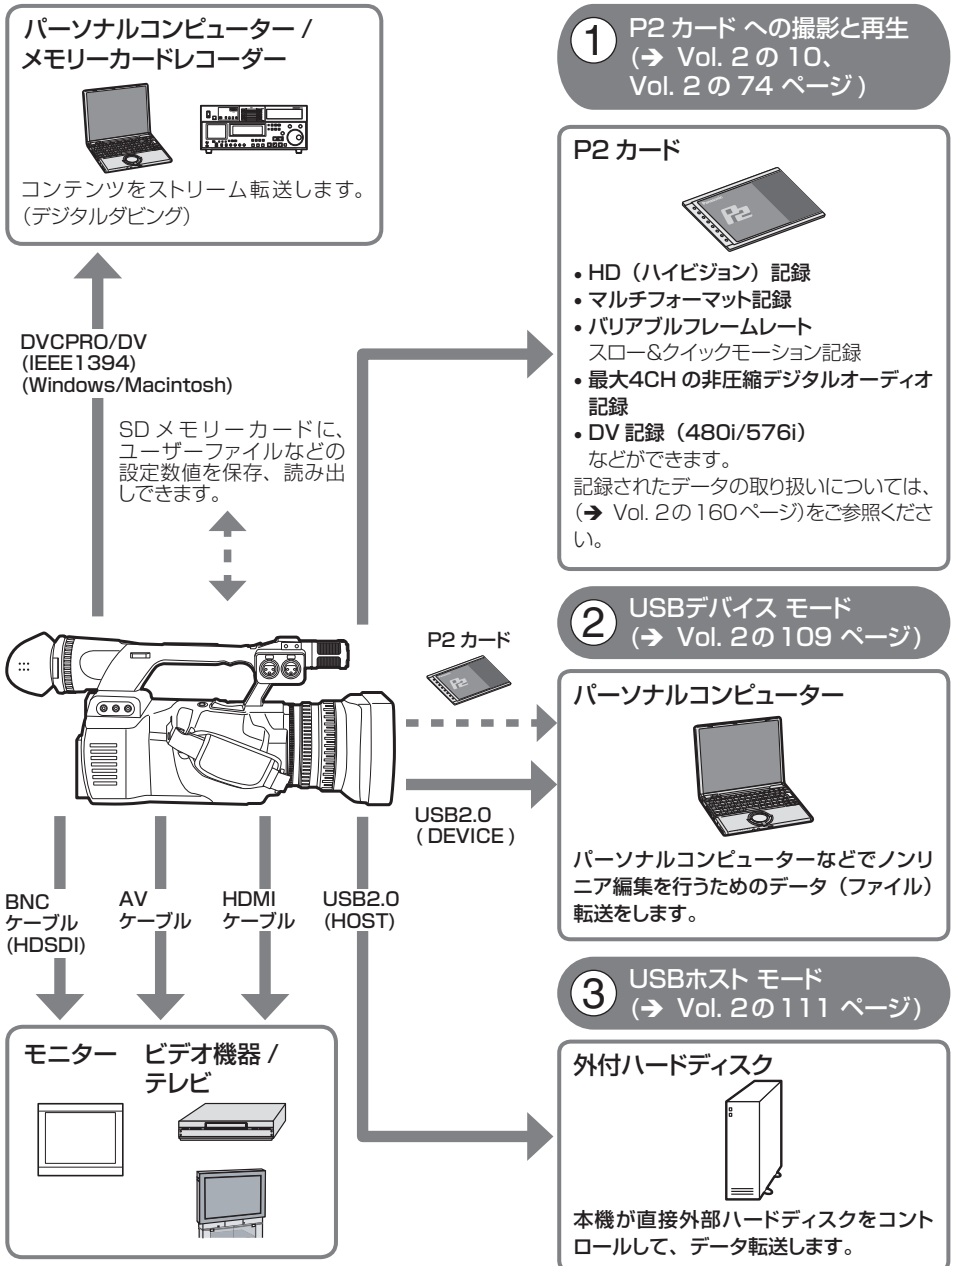 パーソナルコンピューター /
メモリーカードレコーダー
コンテンツをストリーム転送します。
（デジタルダビング）
DVCPRO/DV
(IEEE1394)
(Windows/Macintosh)
SD メモリーカードに、
ユーザーファイルなどの
設定数値を保存、読み出
しできます。
① P2 カード への撮影と再生
(➔ Vol. 2 の 10、
Vol. 2 の 74 ページ )
P2 カード
P2
• HD（ハイビジョン）記録
• マルチフォーマット記録
• バリアブルフレームレート
スロー&クイックモーション記録
• 最大4CH の非圧縮デジタルオーディオ
記録
• DV 記録（480i/576i）
などができます。
記録されたデータの取り扱いについては、
(➔ Vol. 2の160ページ)をご参照くださ
い。
P2 カード
P2
USB2.0
( DEVICE )
② USBデバイス モード
(➔ Vol. 2の109 ページ)
パーソナルコンピューター
パーソナルコンピューターなどでノンリ
ニア編集を行うためのデータ（ファイル）
転送をします。
BNC
ケーブル
(HDSDI)
AV
ケーブル
HDMI
ケーブル
USB2.0
(HOST)
モニター
ビデオ機器 /
テレビ
③ USBホスト モード
(➔ Vol. 2の111 ページ)
外付ハードディスク
本機が直接外部ハードディスクをコント
ロールして、データ転送します。